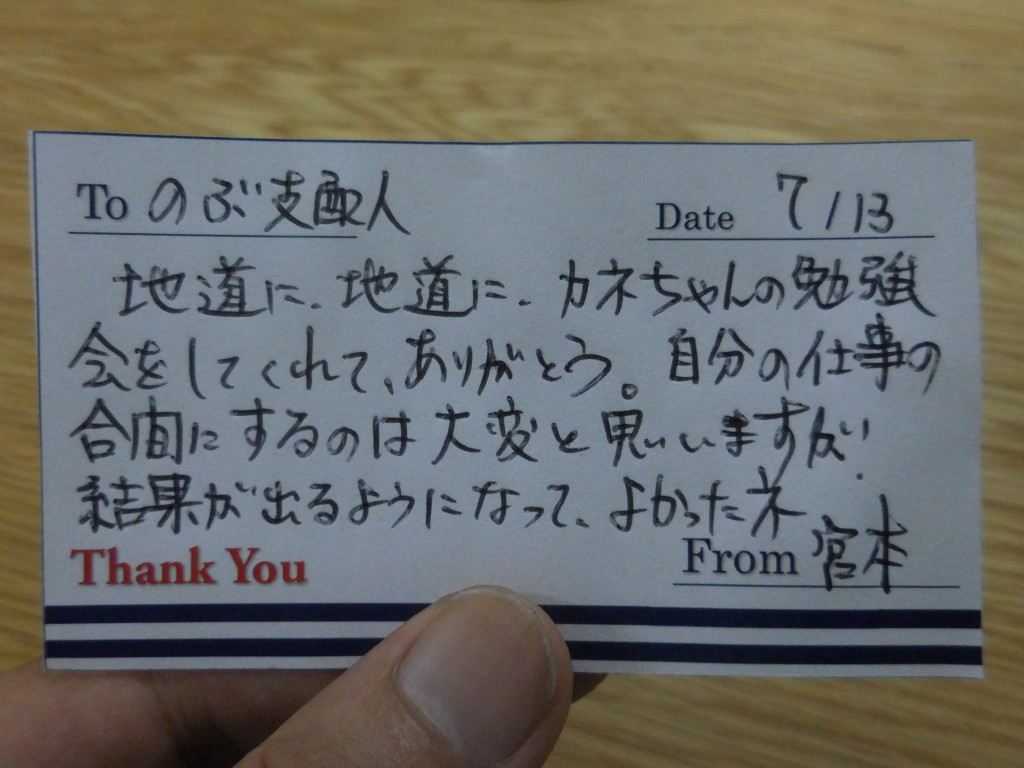 To のぶ支配人
Date 7/13
地道に、地道に、カネちゃんの勉強
会をしてくれて、ありがとう。自分の仕事の
合間にするのは大変と思いますが、
結果が出るようになって、よかったネ
Thank You
From 宮本